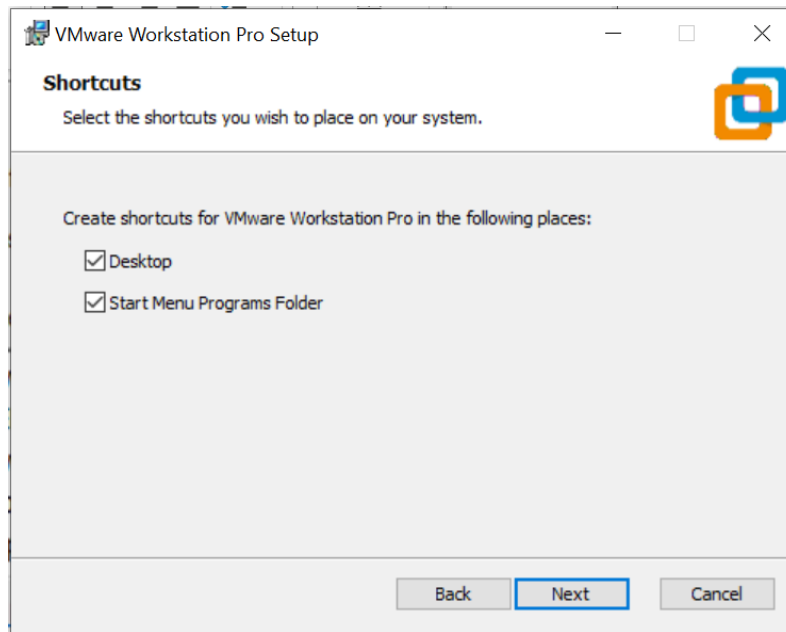 VMware Workstation Pro Setup
Shortcuts
Select the shortcuts you wish to place on your system.
Create shortcuts for VMware Workstation Pro in the following places:
Desktop
Start Menu Programs Folder
Back Next Cancel